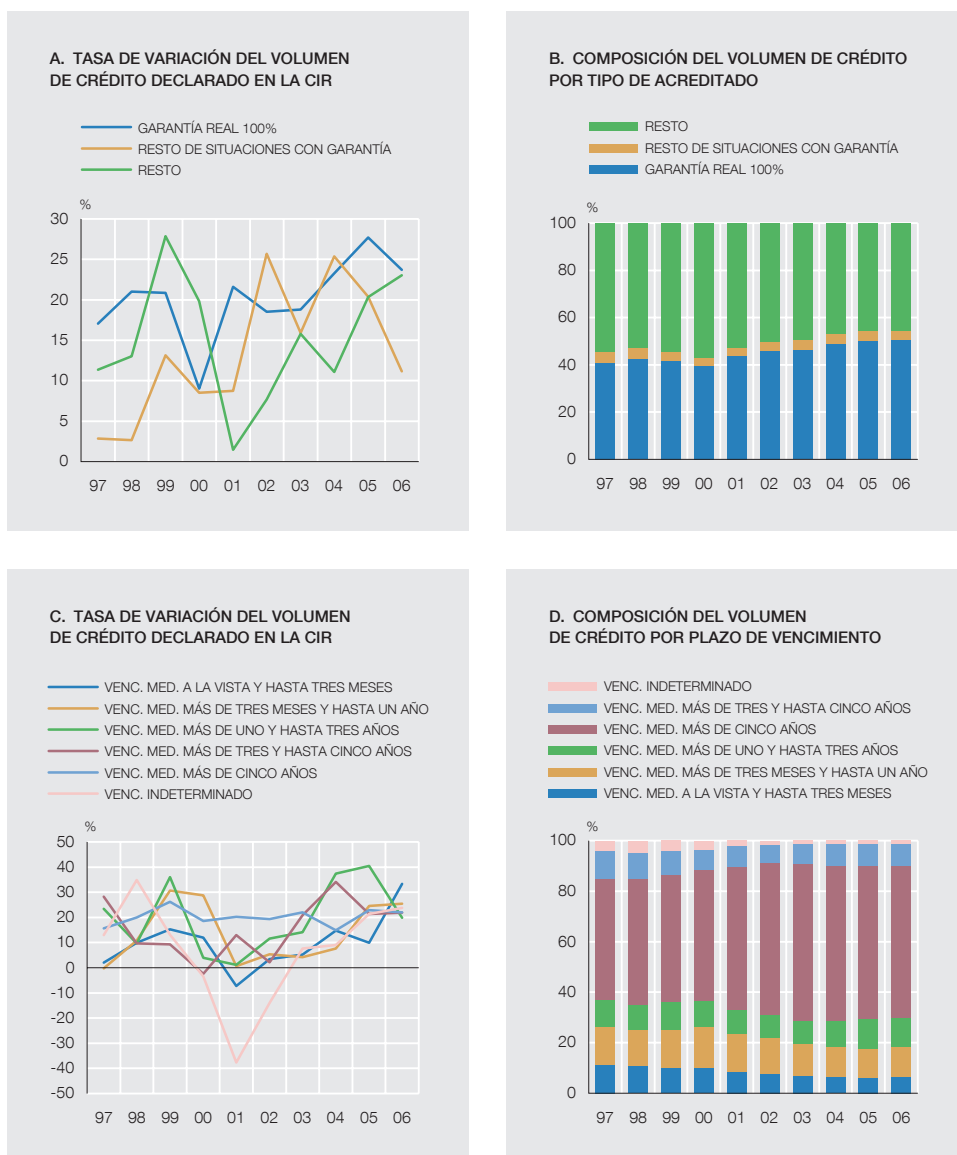 A. TASA DE VARIACIÓN DEL VOLUMEN
DE CRÉDITO DECLARADO EN LA CIR
GARANTÍA REAL 100%
RESTO DE SITUACIONES CON GARANTÍA
RESTO
%
30
25
20
15
10
5
0
97 98 99 00 01 02 03 04 05 06
B. COMPOSICIÓN DEL VOLUMEN DE CRÉDITO
POR TIPO DE ACREDITADO
RESTO
RESTO DE SITUACIONES CON GARANTÍA
GARANTÍA REAL 100%
%
100
80
60
40
20
0
97 98 99 00 01 02 03 04 05 06
C. TASA DE VARIACIÓN DEL VOLUMEN
DE CRÉDITO DECLARADO EN LA CIR
VENC. MED. A LA VISTA Y HASTA TRES MESES
VENC. MED. MÁS DE TRES MESES Y HASTA UN AÑO
VENC. MED. MÁS DE UNO Y HASTA TRES AÑOS
VENC. MED. MÁS DE TRES Y HASTA CINCO AÑOS
VENC. MED. MÁS DE CINCO AÑOS
VENC. INDETERMINADO
%
50
40
30
20
10
0
-10
-20
-30
-40
-50
97 98 99 00 01 02 03 04 05 06
D. COMPOSICIÓN DEL VOLUMEN
DE CRÉDITO POR PLAZO DE VENCIMIENTO
VENC. INDETERMINADO
VENC. MED. MÁS DE TRES Y HASTA CINCO AÑOS
VENC. MED. MÁS DE CINCO AÑOS
VENC. MED. MÁS DE UNO Y HASTA TRES AÑOS
VENC. MED. MÁS DE TRES MESES Y HASTA UN AÑO
VENC. MED. A LA VISTA Y HASTA TRES MESES
%
100
80
60
40
20
0
97 98 99 00 01 02 03 04 05 06